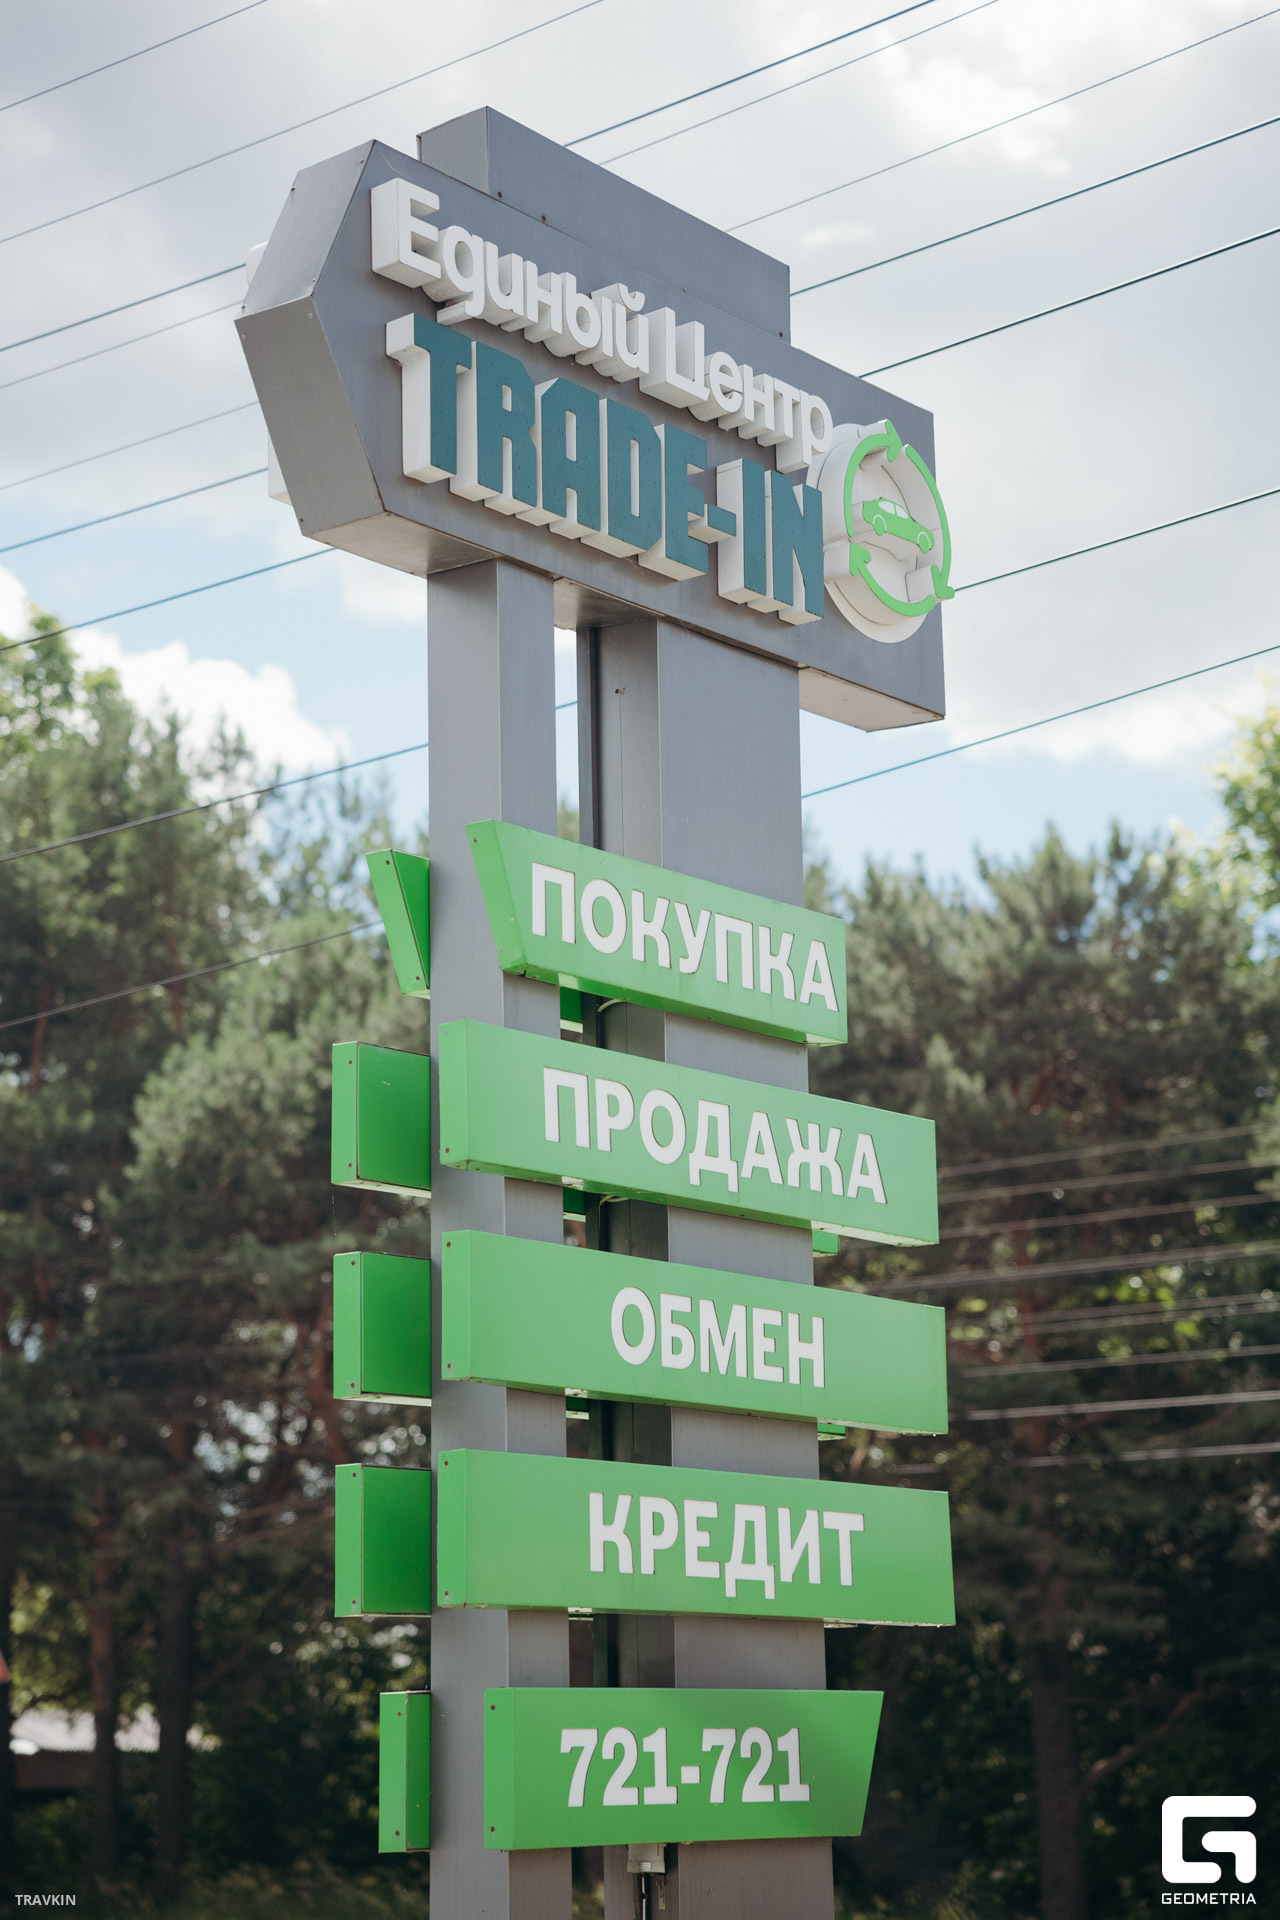 Единый Центр
TRADE-IN
ПОКУПКА
ПРОДАЖА
ОБМЕН
КРЕДИТ
721-721
TRAVKIN
GEOMETRIA